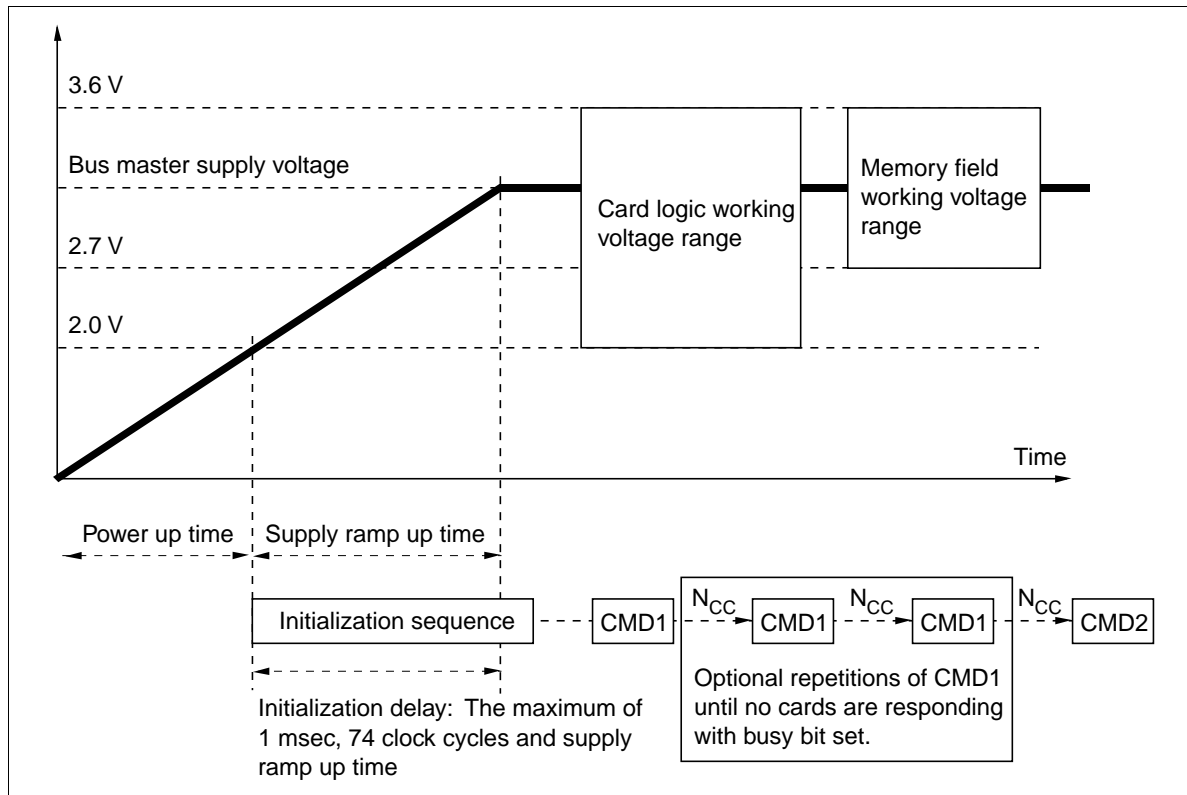 3.6 V
Bus master supply voltage
2.7 V
2.0 V
Card logic working
voltage range
Memory field
working voltage
range
Time
Power up time
Supply ramp up time
Initialization sequence
CMD1
NCC
CMD1
NCC
CMD1
NCC
CMD2
Optional repetitions of CMD1
until no cards are responding
with busy bit set.
Initialization delay: The maximum of
1 msec, 74 clock cycles and supply
ramp up time